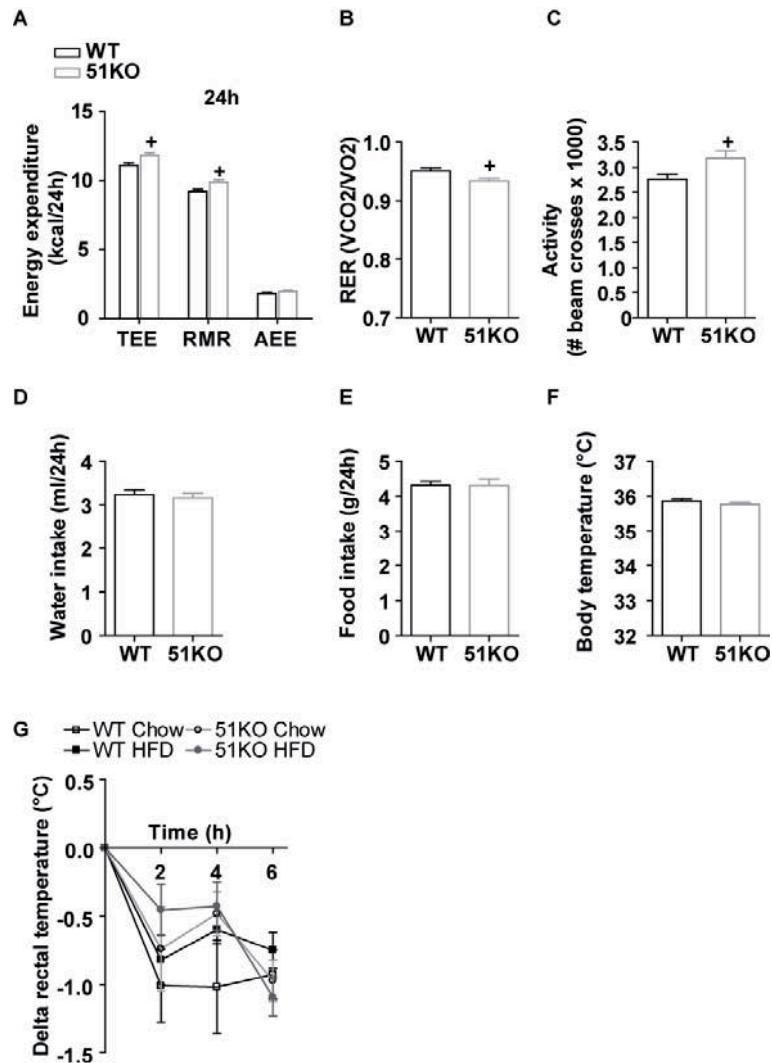 A
WT
51KO
24h
Energy expenditure
(kcal/24h)
15
10
5
0
+
+
TEE RMR AEE
B
RER (VCO2/VO2)
1.0
0.9
0.8
0.7
+
WT 51KO
C
Activity
(# beam crosses x 1000)
3.5
3.0
2.5
2.0
1.5
1.0
0.5
0
+
WT 51KO
D
Water intake (ml/24h)
4
3
2
1
0
WT 51KO
E
Food intake (g/24h)
5
4
3
2
1
0
WT 51KO
F
Body temperature (°C)
37
36
35
34
33
32
WT 51KO
G
WT Chow 51KO Chow
WT HFD 51KO HFD
Delta rectal temperature (°C)
0.5
0.0
-0.5
-1.0
-1.5
Time (h)
2 4 6